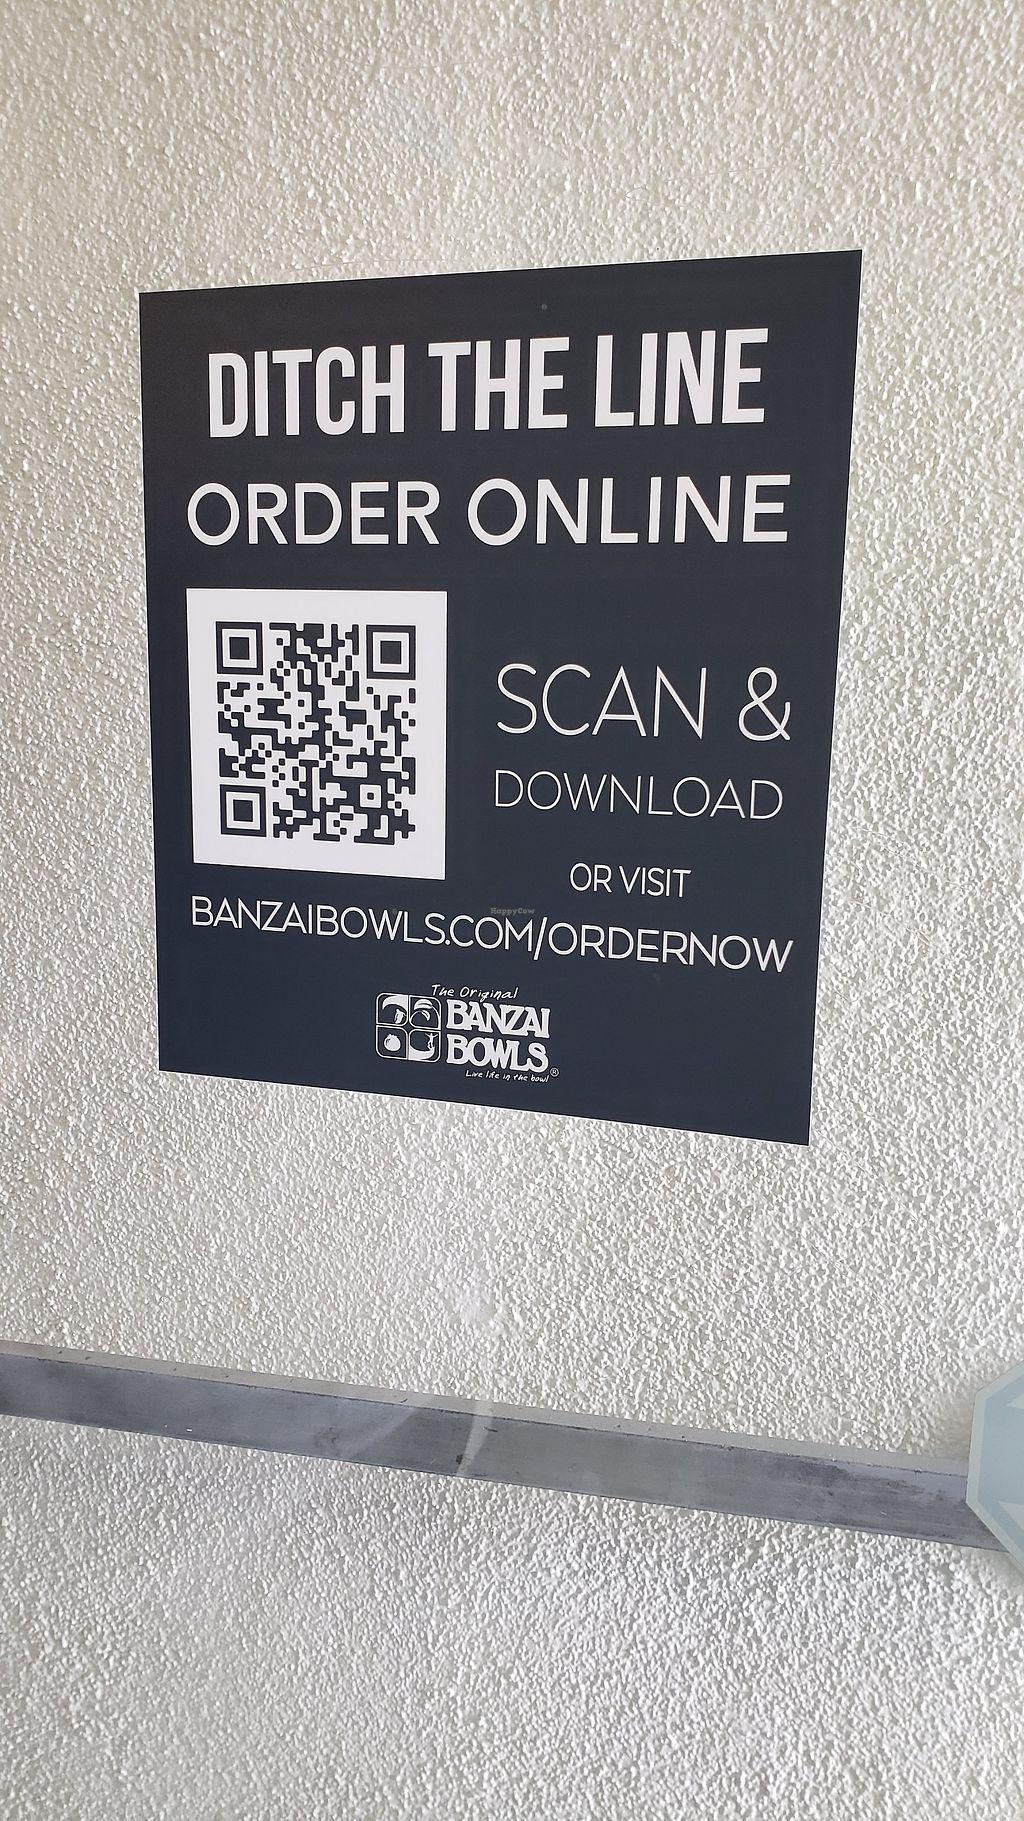 DITCH THE LINE
ORDER ONLINE
SCAN &
DOWNLOAD
OR VISIT
HappyCow
BANZAIBOWLS.COM/ORDERNOW
The Original
BANZAI
BOWLS®
Live life in the bowl